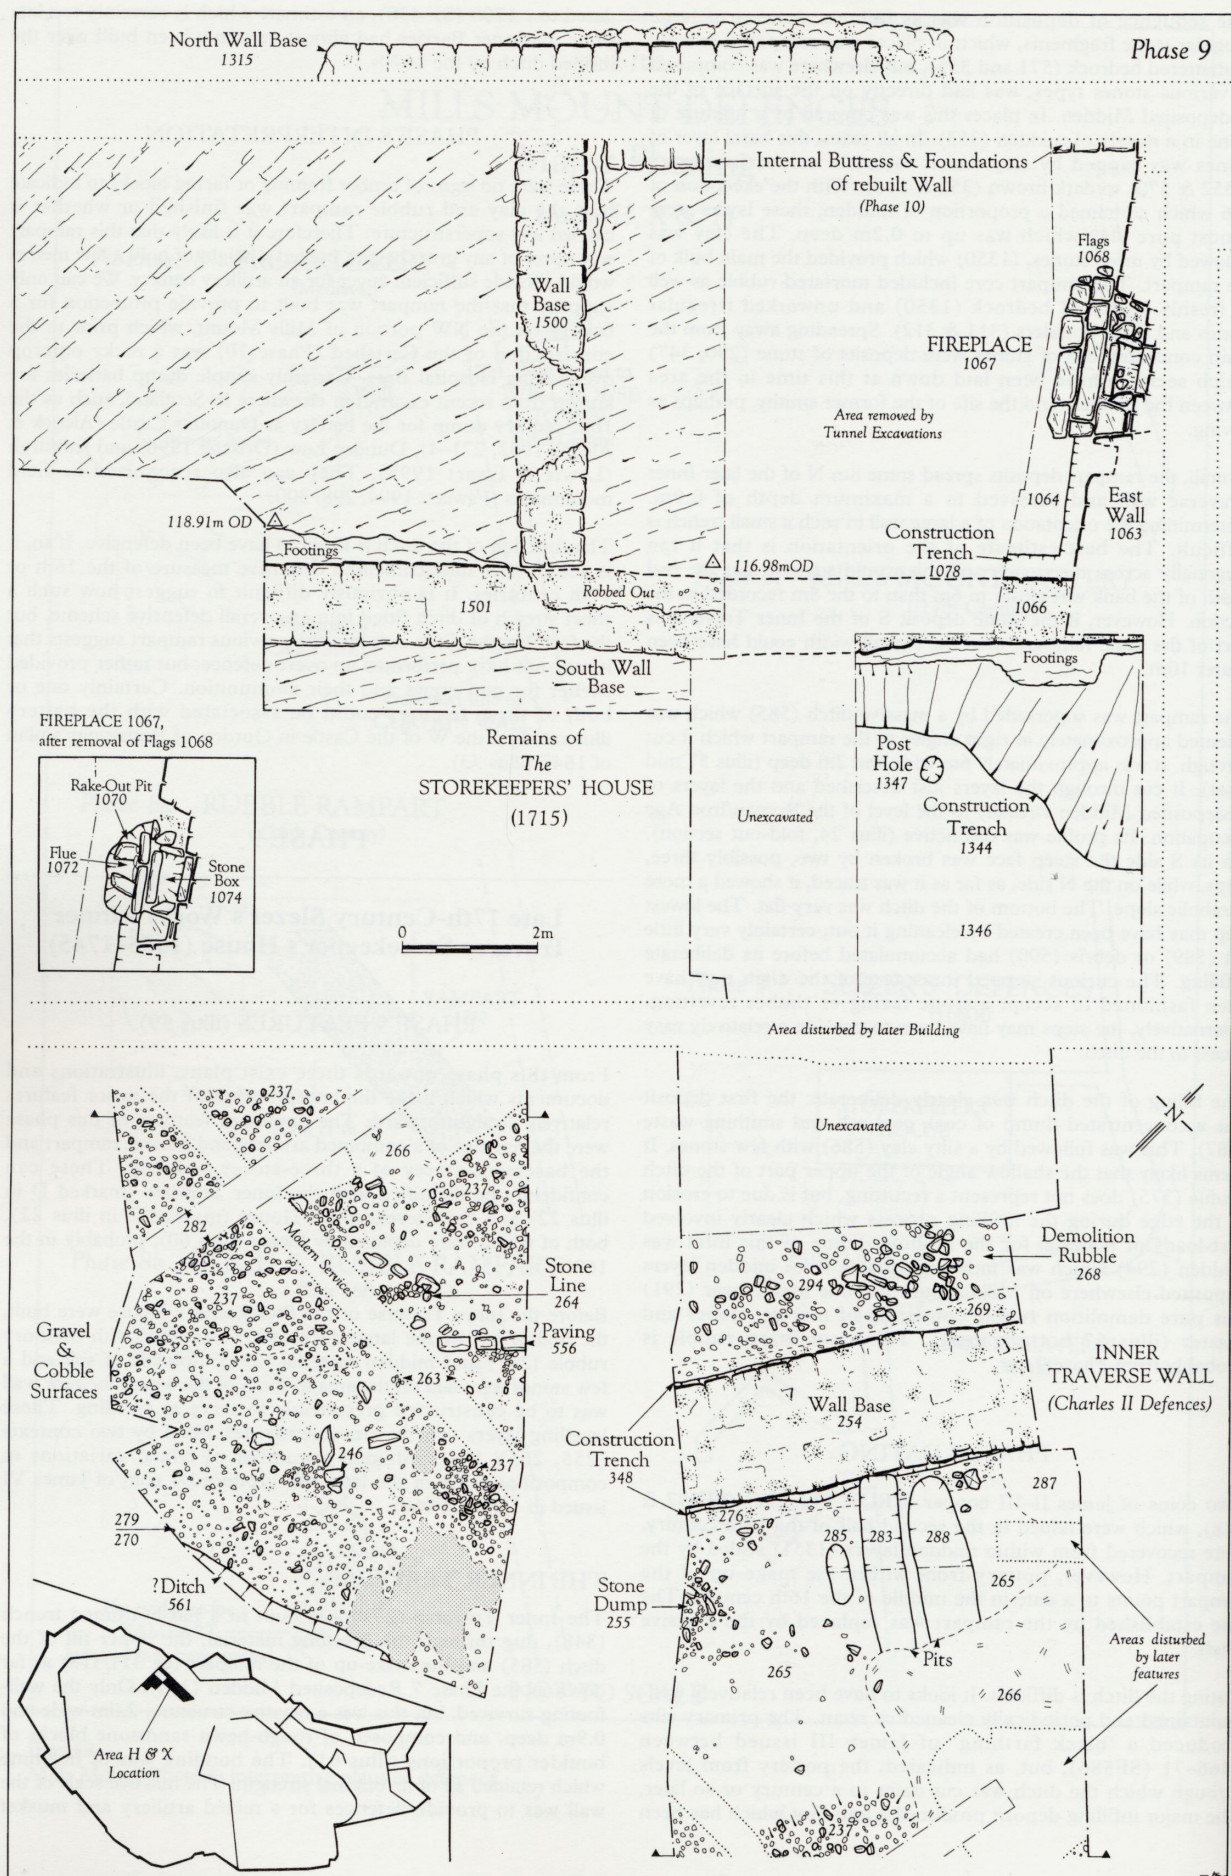 Phase 9
North Wall Base
1315
Internal Buttress & Foundations
of rebuilt Wall
(Phase 10)
Wall
Base
1500
Flags
1068
FIREPLACE
1067
Area removed by
Tunnel Excavations
1064
East
Wall
1063
118.91m OD
Footings
Construction
Trench
1078
116.98mOD
1501
Robbed Out
1066
South Wall
Base
Footings
FIREPLACE 1067,
after removal of Flags 1068
Rake-Out Pit
1070
Flue
1072
Stone
Box
1074
Remains of
The
STOREKEEPERS' HOUSE
(1715)
0
2m
Post
Hole
1347
Construction
Trench
1344
Unexcavated
1346
Area disturbed by later Building
237
266
237
282
Modern Services
237
Stone
Line
264
?Paving
556
Gravel
&
Cobble
Surfaces
263
246
237
279
270
?Ditch
561
Area H & X
Location
N
Unexcavated
Demolition
Rubble
268
294
269
INNER
TRAVERSE WALL
(Charles II Defences)
Wall Base
254
Construction
Trench
348
276
287
285
283
288
265
Stone
Dump
255
265
Pits
266
Areas disturbed
by later
features
237